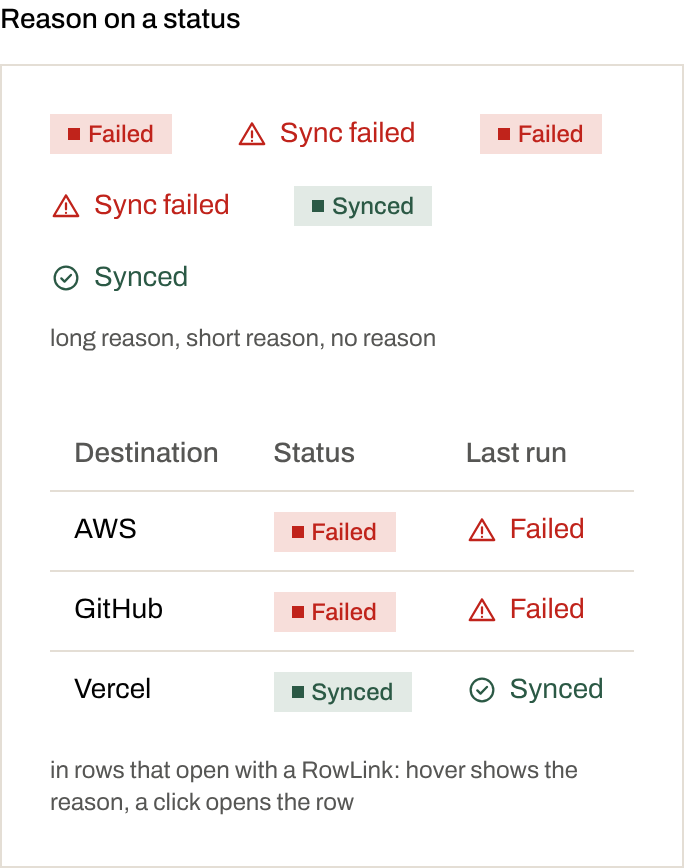 Reason on a status
Failed Sync failed Failed
Sync failed Synced
Synced
long reason, short reason, no reason
Destination Status Last run
AWS Failed Failed
GitHub Failed Failed
Vercel Synced Synced
in rows that open with a RowLink: hover shows the
reason, a click opens the row